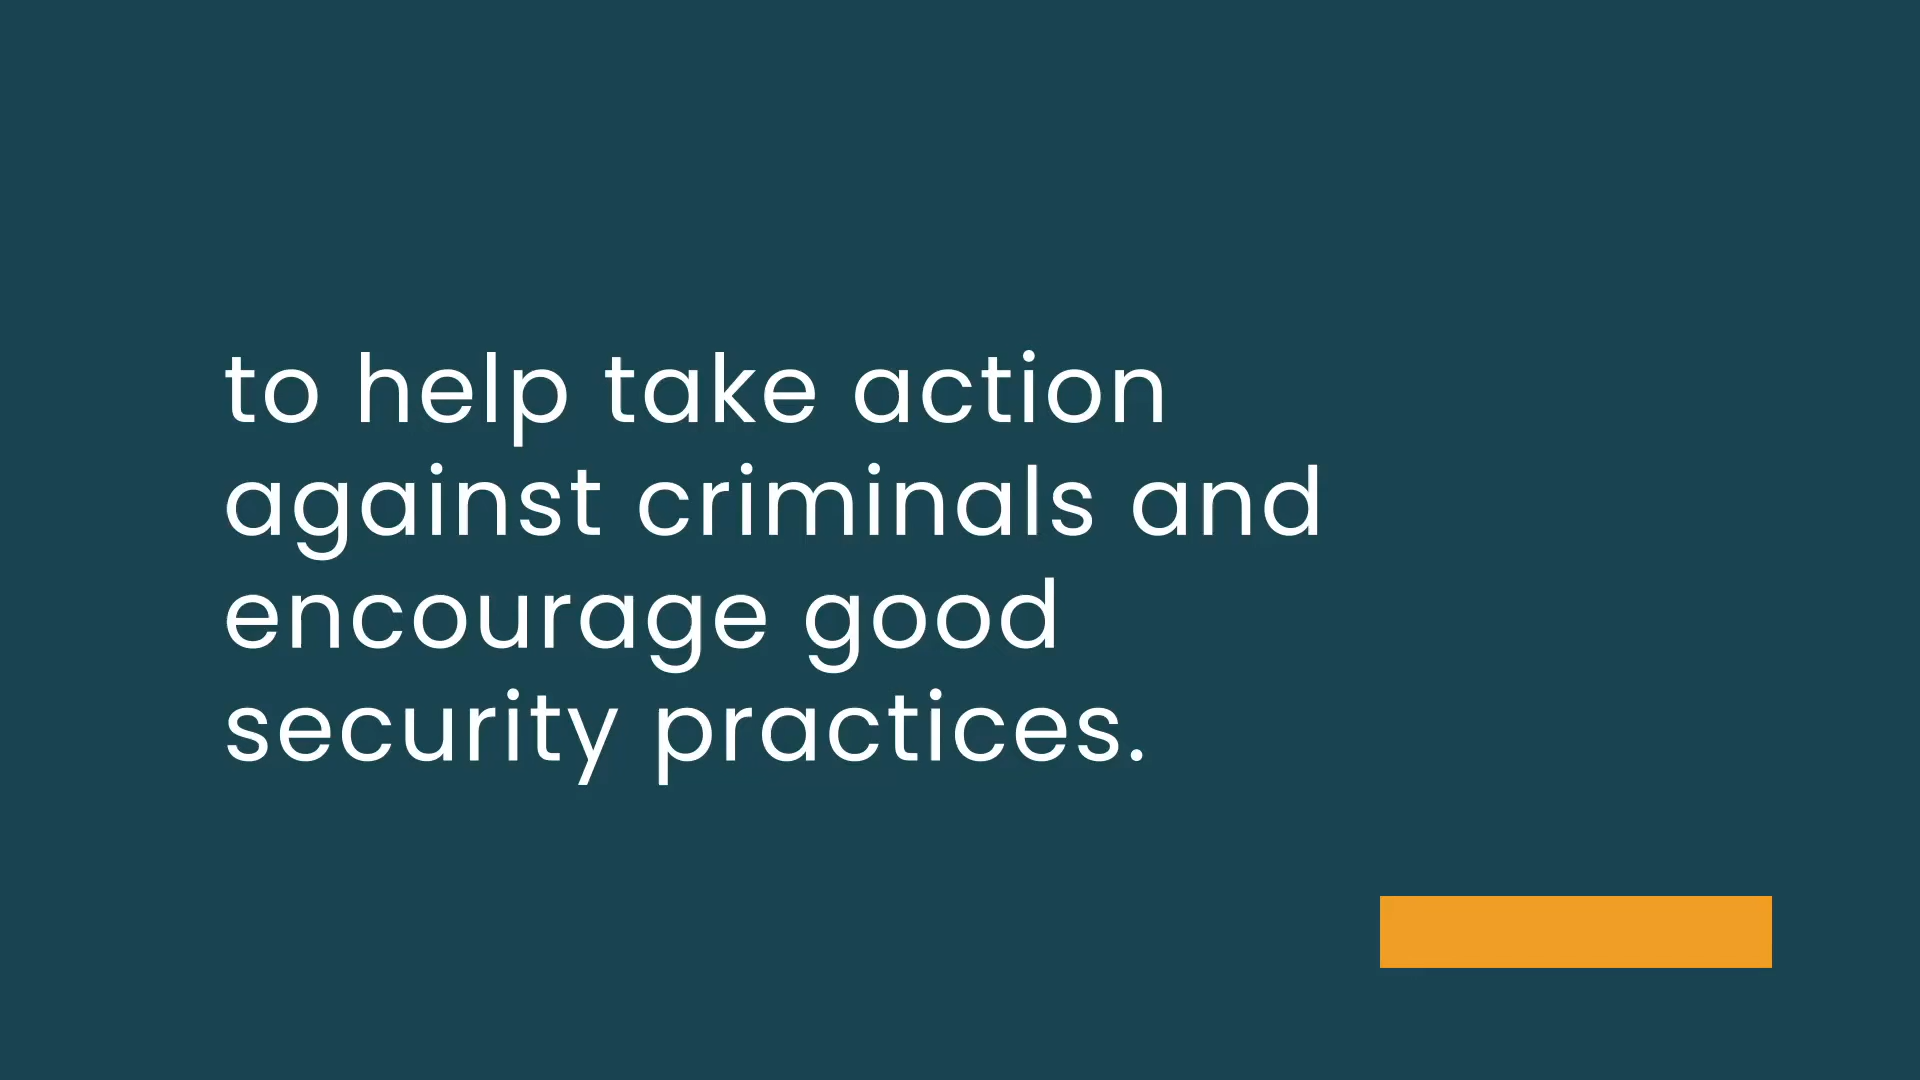 to help take action
against criminals and
encourage good
security practices.